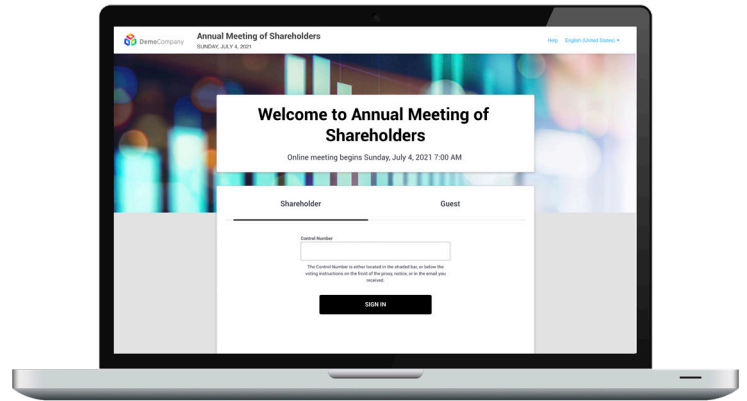 DemoCompany
Annual Meeting of Shareholders
SUNDAY, JULY 4, 2021
Help English (United States)
Welcome to Annual Meeting of
Shareholders
Online meeting begins Sunday, July 4, 2021 7:00 AM
Shareholder Guest
Control Number
The Control Number is either located in the shaded bar, or below the
voting instructions on the front of the proxy, notice, or in the email you
received.
SIGN IN